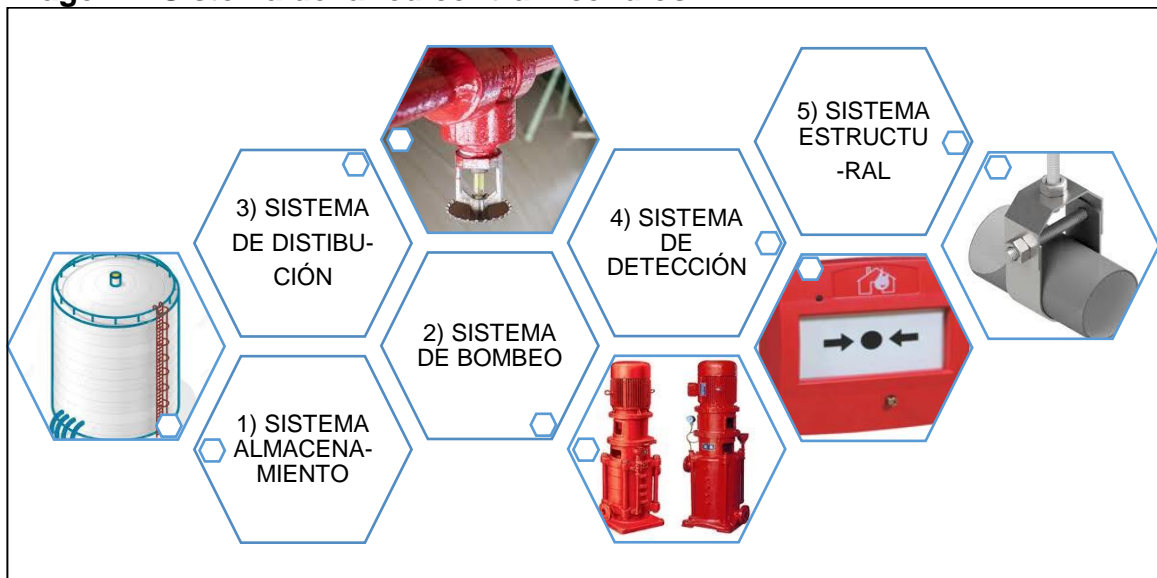 5) SISTEMA
ESTRUCTU
-RAL
3) SISTEMA
DE DISTIBU-
CIÓN
4) SISTEMA
DE
DETECCIÓN
2) SISTEMA
DE BOMBEO
1) SISTEMA
ALMACENA-
MIENTO